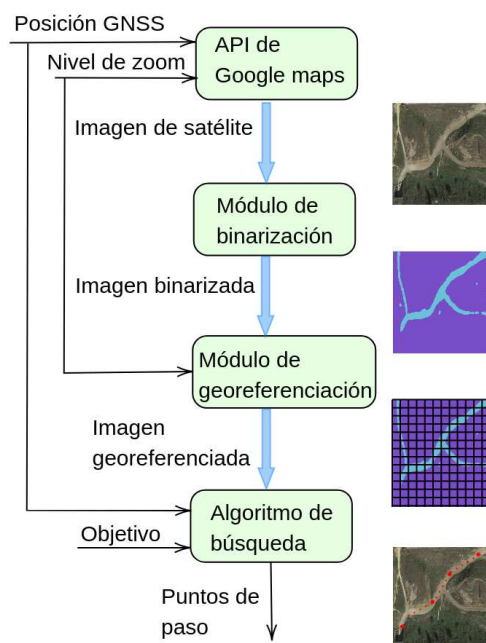 Posición GNSS
API de
Google maps
Nivel de zoom
Imagen de satélite
Módulo de
binarización
Imagen binarizada
Módulo de
georeferenciación
Imagen
georeferenciada
Algoritmo de
búsqueda
Objetivo
Puntos de
paso